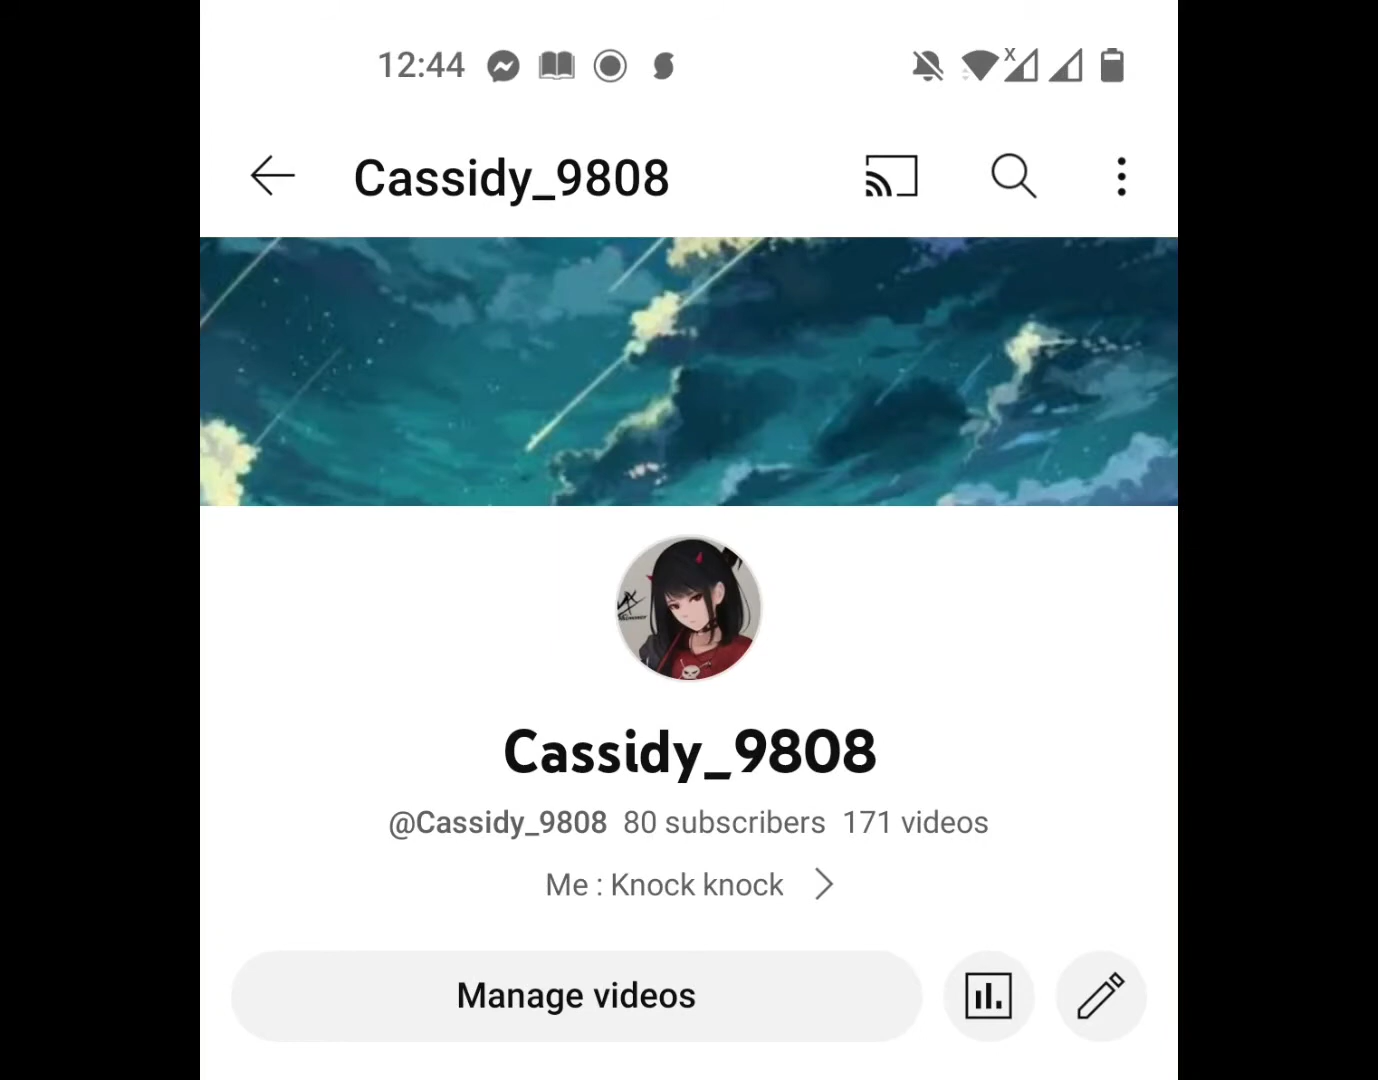 12:44
Cassidy_9808
Cassidy_9808
@Cassidy_9808 80 subscribers 171 videos
Me : Knock knock
Manage videos